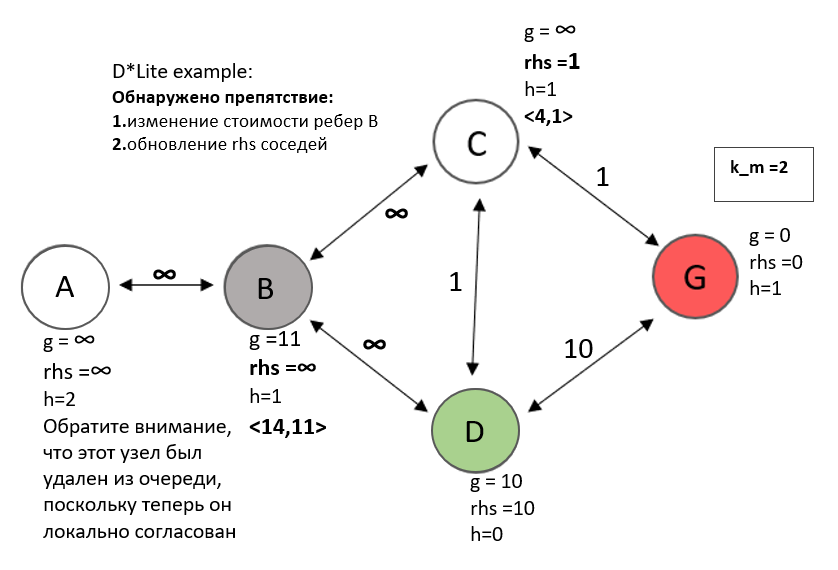 D*Lite example:
Обнаружено препятствие:
1.изменение стоимости ребер B
2.обновление rhs соседей
g = ∞
rhs =1
h=1
<4,1>
C
k_m =2
1
∞
A
∞
B
1
G
g = 0
rhs =0
h=1
g = ∞
rhs =∞
h=2
Обратите внимание,
что этот узел был
удален из очереди,
поскольку теперь он
локально согласован
g =11
rhs =∞
h=1
<14,11>
∞
10
D
g = 10
rhs =10
h=0